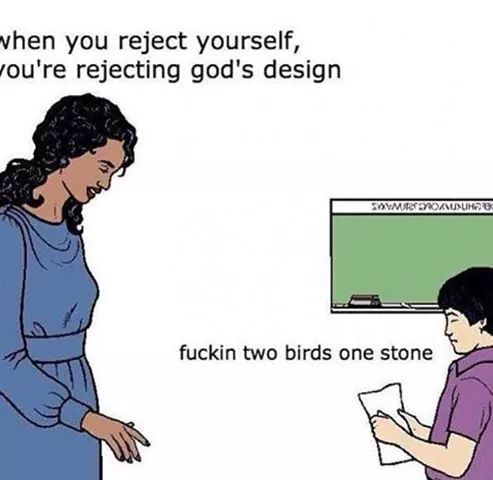 when you reject yourself,
you're rejecting god's design
fuckin two birds one stone